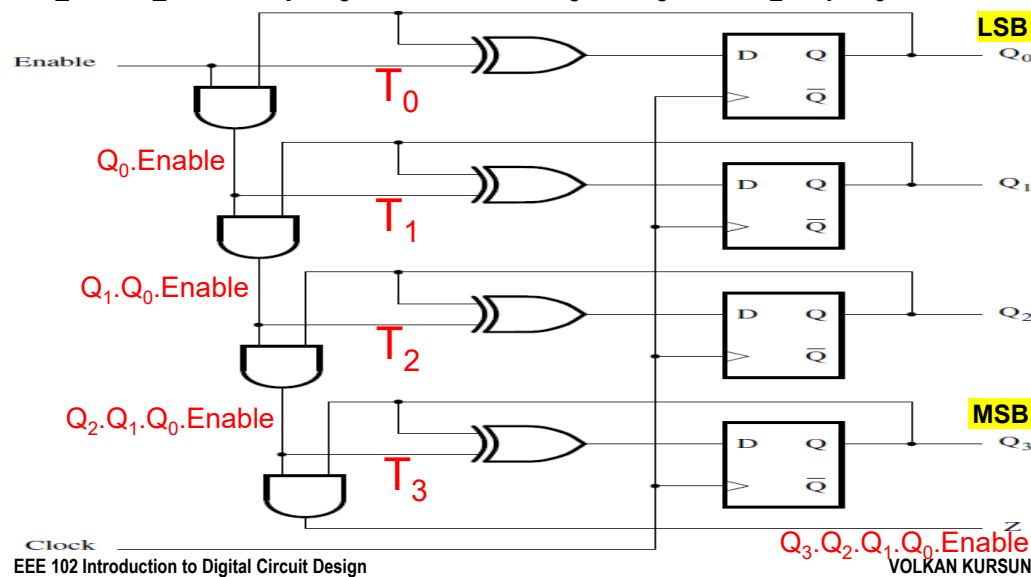 LSB
Enable
D Q
Q0
T0
Q̅
Q0.Enable
D Q
Q1
T1
Q̅
Q1.Q0.Enable
D Q
Q2
T2
Q̅
Q2.Q1.Q0.Enable
MSB
D Q
Q3
T3
Q̅
Z
Clock
Q3.Q2.Q1.Q0.Enable
EEE 102 Introduction to Digital Circuit Design
VOLKAN KURSUN